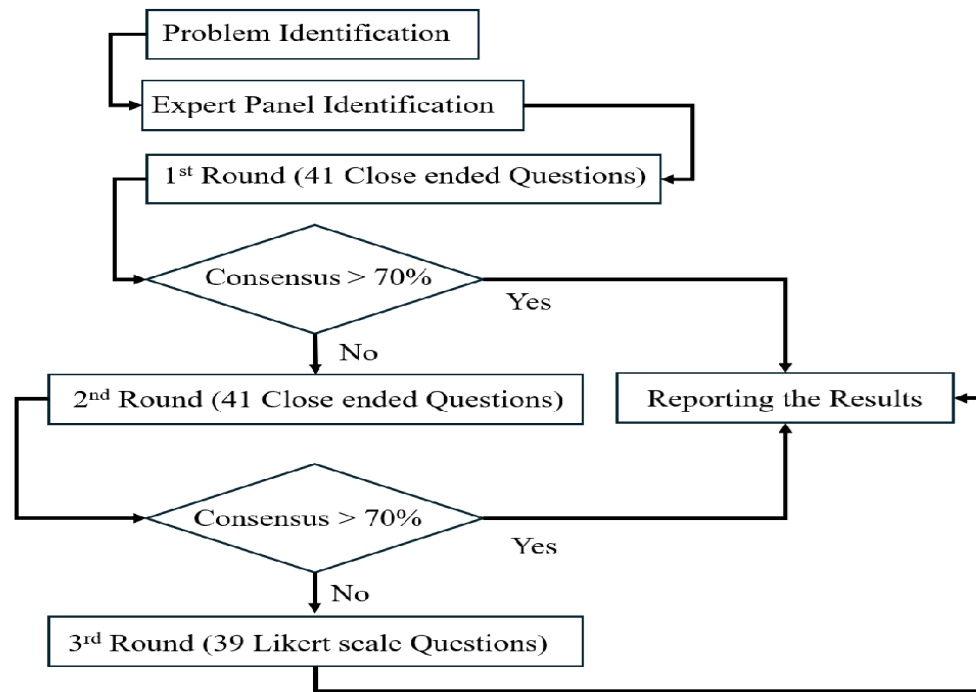 Problem Identification
Expert Panel Identification
1st Round (41 Close ended Questions)
Consensus > 70%
Yes
No
2nd Round (41 Close ended Questions)
Reporting the Results
Consensus > 70%
Yes
No
3rd Round (39 Likert scale Questions)